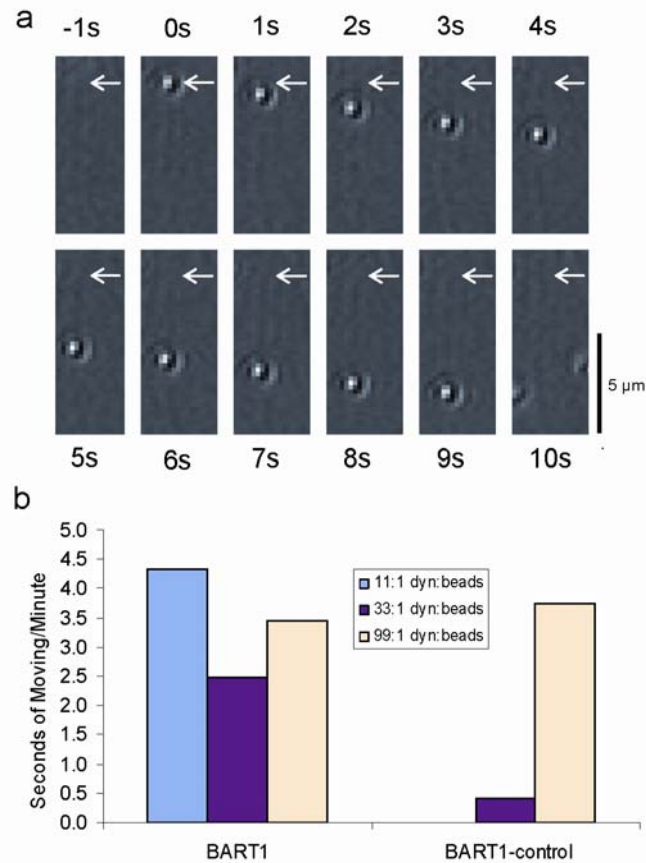 a
-1s 0s 1s 2s 3s 4s
5 µm
5s 6s 7s 8s 9s 10s
b
Seconds of Moving/Minute
5.0
4.5
4.0
3.5
3.0
2.5
2.0
1.5
1.0
0.5
0.0
11:1 dyn:beads
33:1 dyn:beads
99:1 dyn:beads
BART1 BART1-control